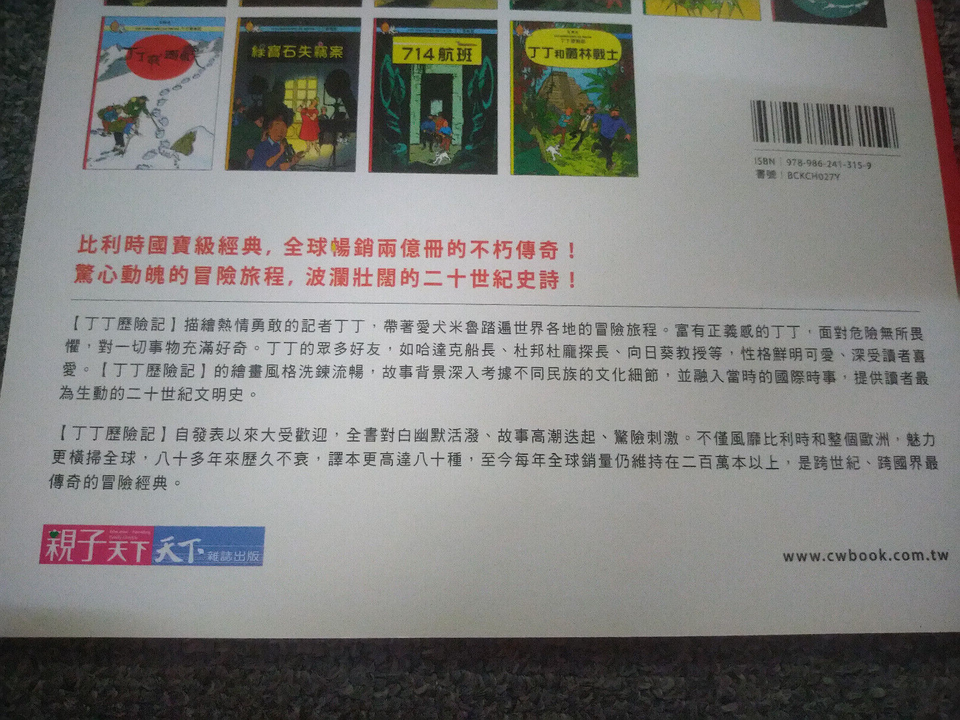 綠寶石失竊案
714航班
丁丁和叢林戰士
ISBN：978-986-241-315-9
書號：BCKCH027Y
比利時國寶級經典，全球暢銷兩億冊的不朽傳奇！
驚心動魄的冒險旅程，波瀾壯闊的二十世紀史詩！
【丁丁歷險記】描繪熱情勇敢的記者丁丁，帶著愛犬米魯踏遍世界各地的冒險旅程。富有正義感的丁丁，面對危險無所畏
懼，對一切事物充滿好奇。丁丁的眾多好友，如哈達克船長、杜邦杜龐探長、向日葵教授等，性格鮮明可愛、深受讀者喜
愛。【丁丁歷險記】的繪畫風格洗鍊流暢，故事背景深入考據不同民族的文化細節，並融入當時的國際時事，提供讀者最
為生動的二十世紀文明史。
【丁丁歷險記】自發表以來大受歡迎，全書對白幽默活潑、故事高潮迭起、驚險刺激。不僅風靡比利時和整個歐洲，魅力
更橫掃全球，八十多年來歷久不衰，譯本更高達八十種，至今每年全球銷量仍維持在二百萬本以上，是跨世紀、跨國界最
傳奇的冒險經典。
親子天下 天下雜誌出版
www.cwbook.com.tw